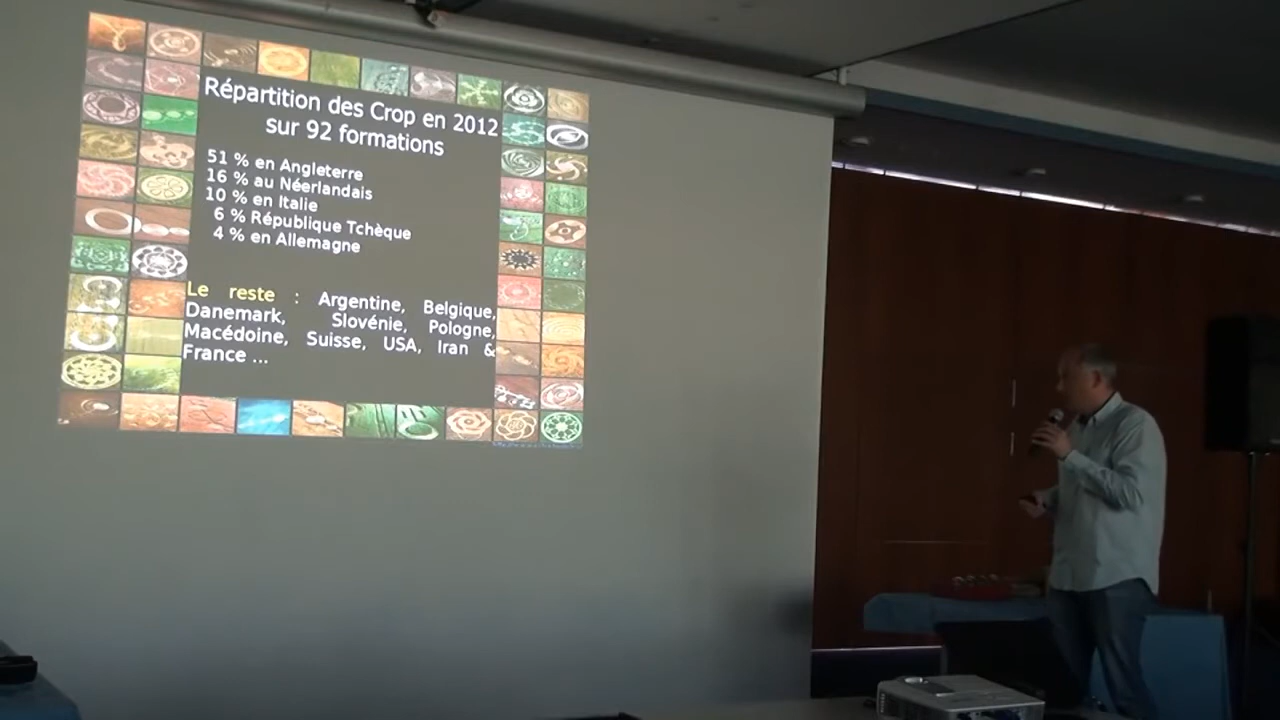 Répartition des Crop en 2012
sur 92 formations
51 % en Angleterre
16 % au Néerlandais
10 % en Italie
6 % République Tchèque
4 % en Allemagne
Le reste : Argentine, Belgique,
Danemark, Slovénie, Pologne,
Macédoine, Suisse, USA, Iran &
France ...